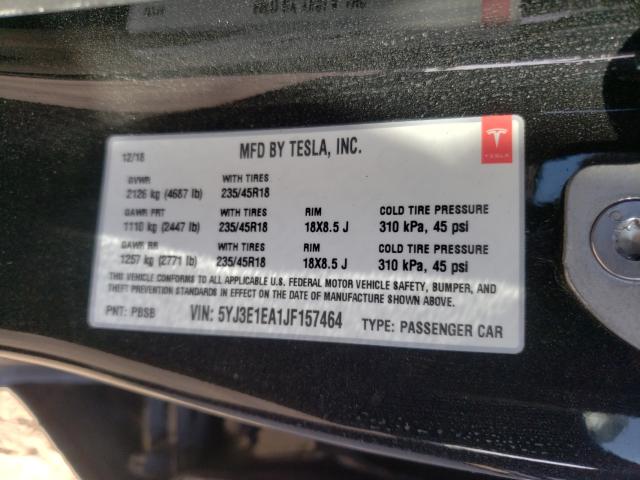 12/18 MFD BY TESLA, INC.
TESLA
GVWR WITH TIRES
2126 kg (4687 lb) 235/45R18
GAWR FRT WITH TIRES RIM COLD TIRE PRESSURE
1110 kg (2447 lb) 235/45R18 18X8.5 J 310 kPa, 45 psi
GAWR RR WITH TIRES RIM COLD TIRE PRESSURE
1257 kg (2771 lb) 235/45R18 18X8.5 J 310 kPa, 45 psi
THIS VEHICLE CONFORMS TO ALL APPLICABLE U.S. FEDERAL MOTOR VEHICLE SAFETY, BUMPER, AND
THEFT PREVENTION STANDARDS IN EFFECT ON THE DATE OF MANUFACTURE SHOWN ABOVE.
PNT: PBSB VIN: 5YJ3E1EA1JF157464 TYPE: PASSENGER CAR